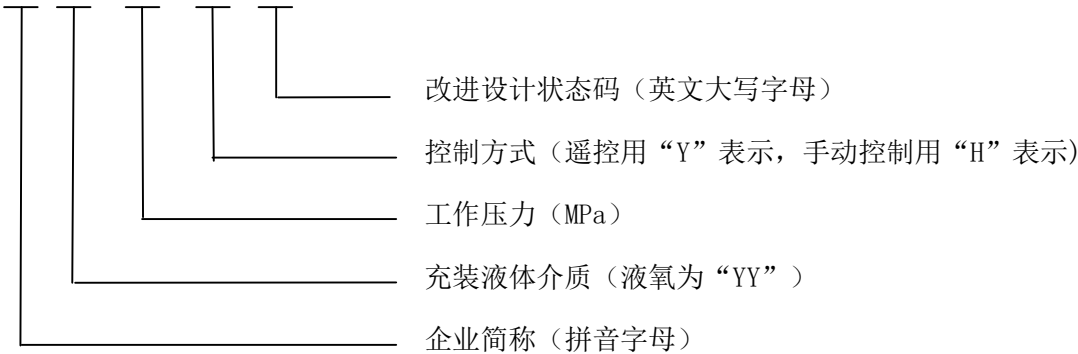 改进设计状态码（英文大写字母）
控制方式（遥控用“Y”表示，手动控制用“H”表示)
工作压力（MPa）
充装液体介质（液氧为“YY”）
企业简称（拼音字母）